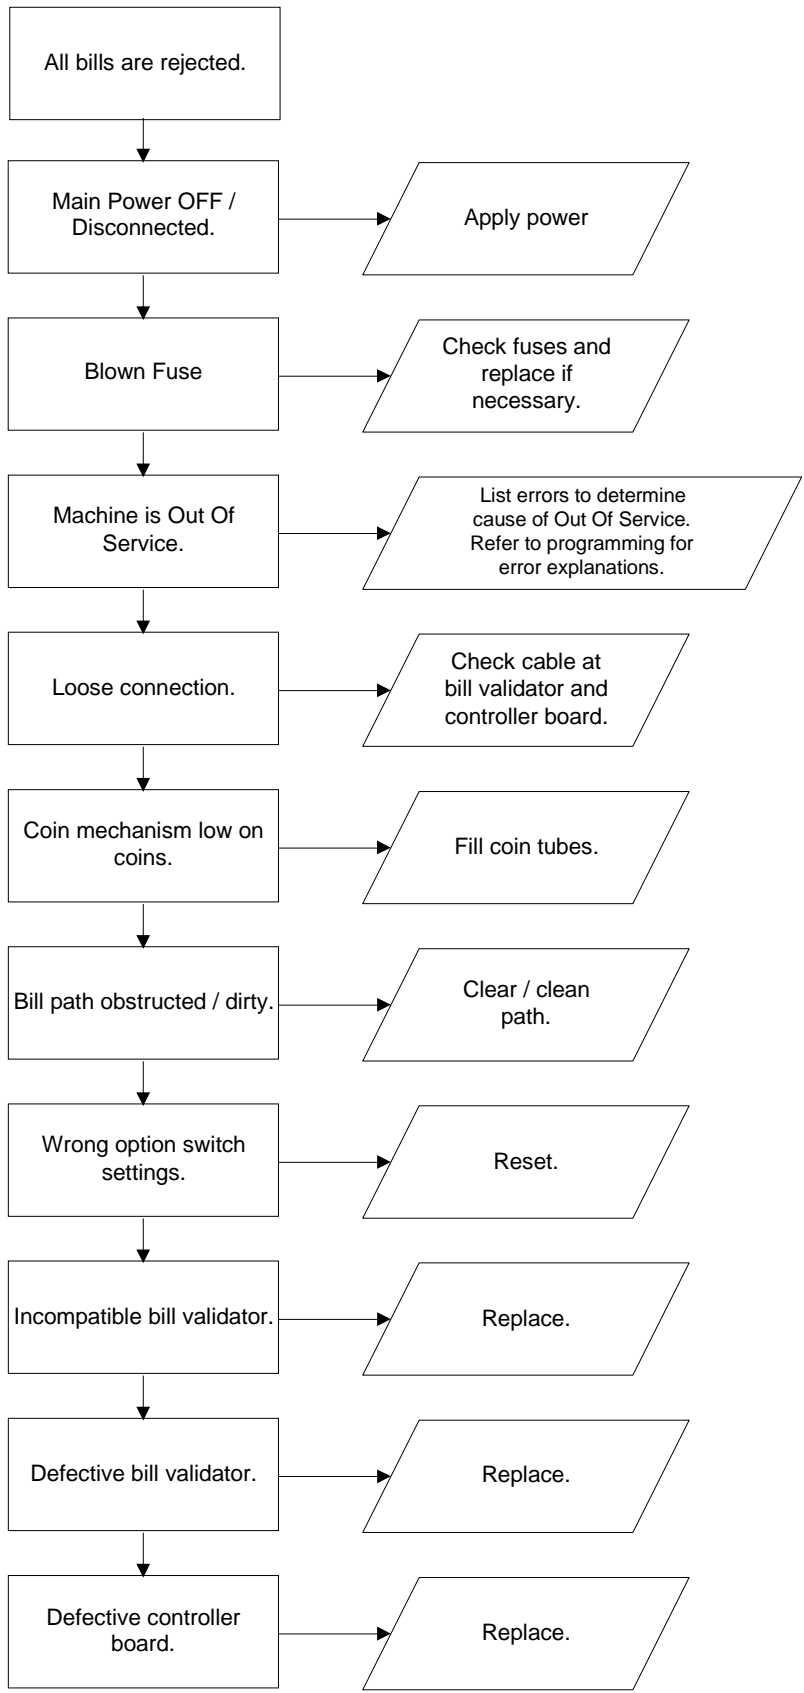 All bills are rejected.
Main Power OFF /
Disconnected.
Apply power
Blown Fuse
Check fuses and
replace if
necessary.
Machine is Out Of
Service.
List errors to determine
cause of Out Of Service.
Refer to programming for
error explanations.
Loose connection.
Check cable at
bill validator and
controller board.
Coin mechanism low on
coins.
Fill coin tubes.
Bill path obstructed / dirty.
Clear / clean
path.
Wrong option switch
settings.
Reset.
Incompatible bill validator.
Replace.
Defective bill validator.
Replace.
Defective controller
board.
Replace.